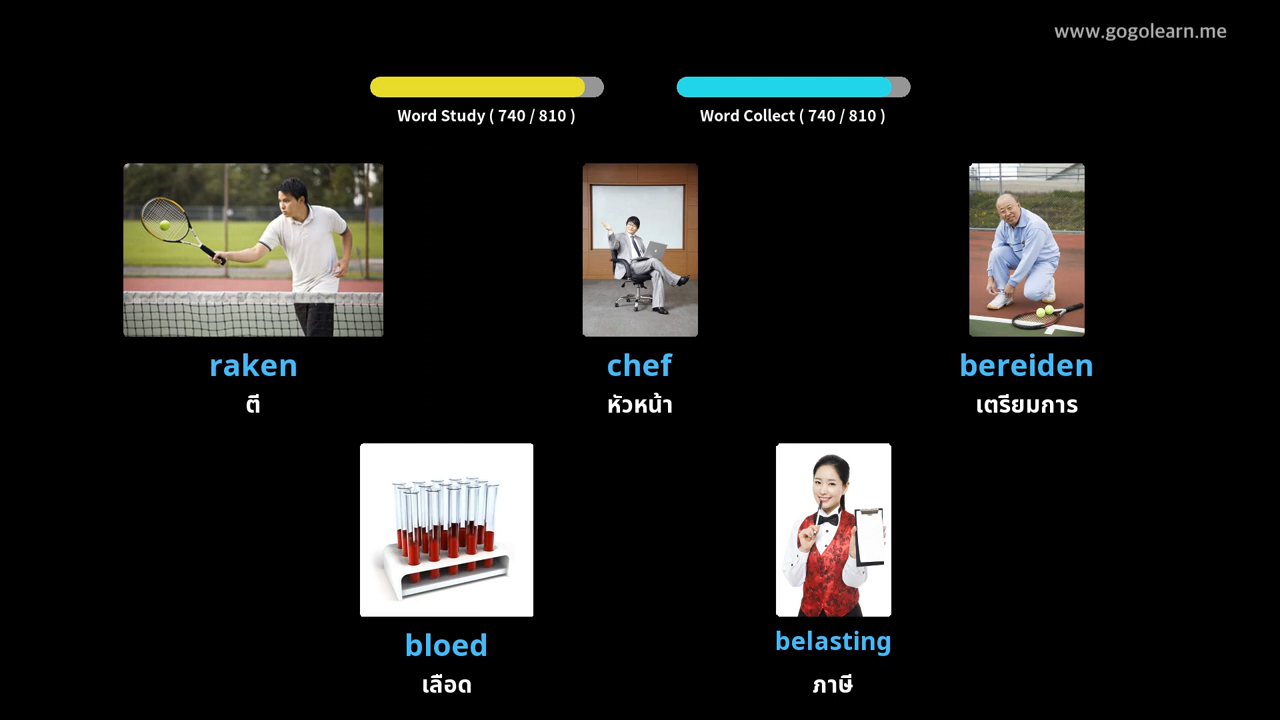 www.gogolearn.me
Word Study ( 740 / 810 )
Word Collect ( 740 / 810 )
raken
ตี
chef
หัวหน้า
bereiden
เตรียมการ
bloed
เลือด
belasting
ภาษี